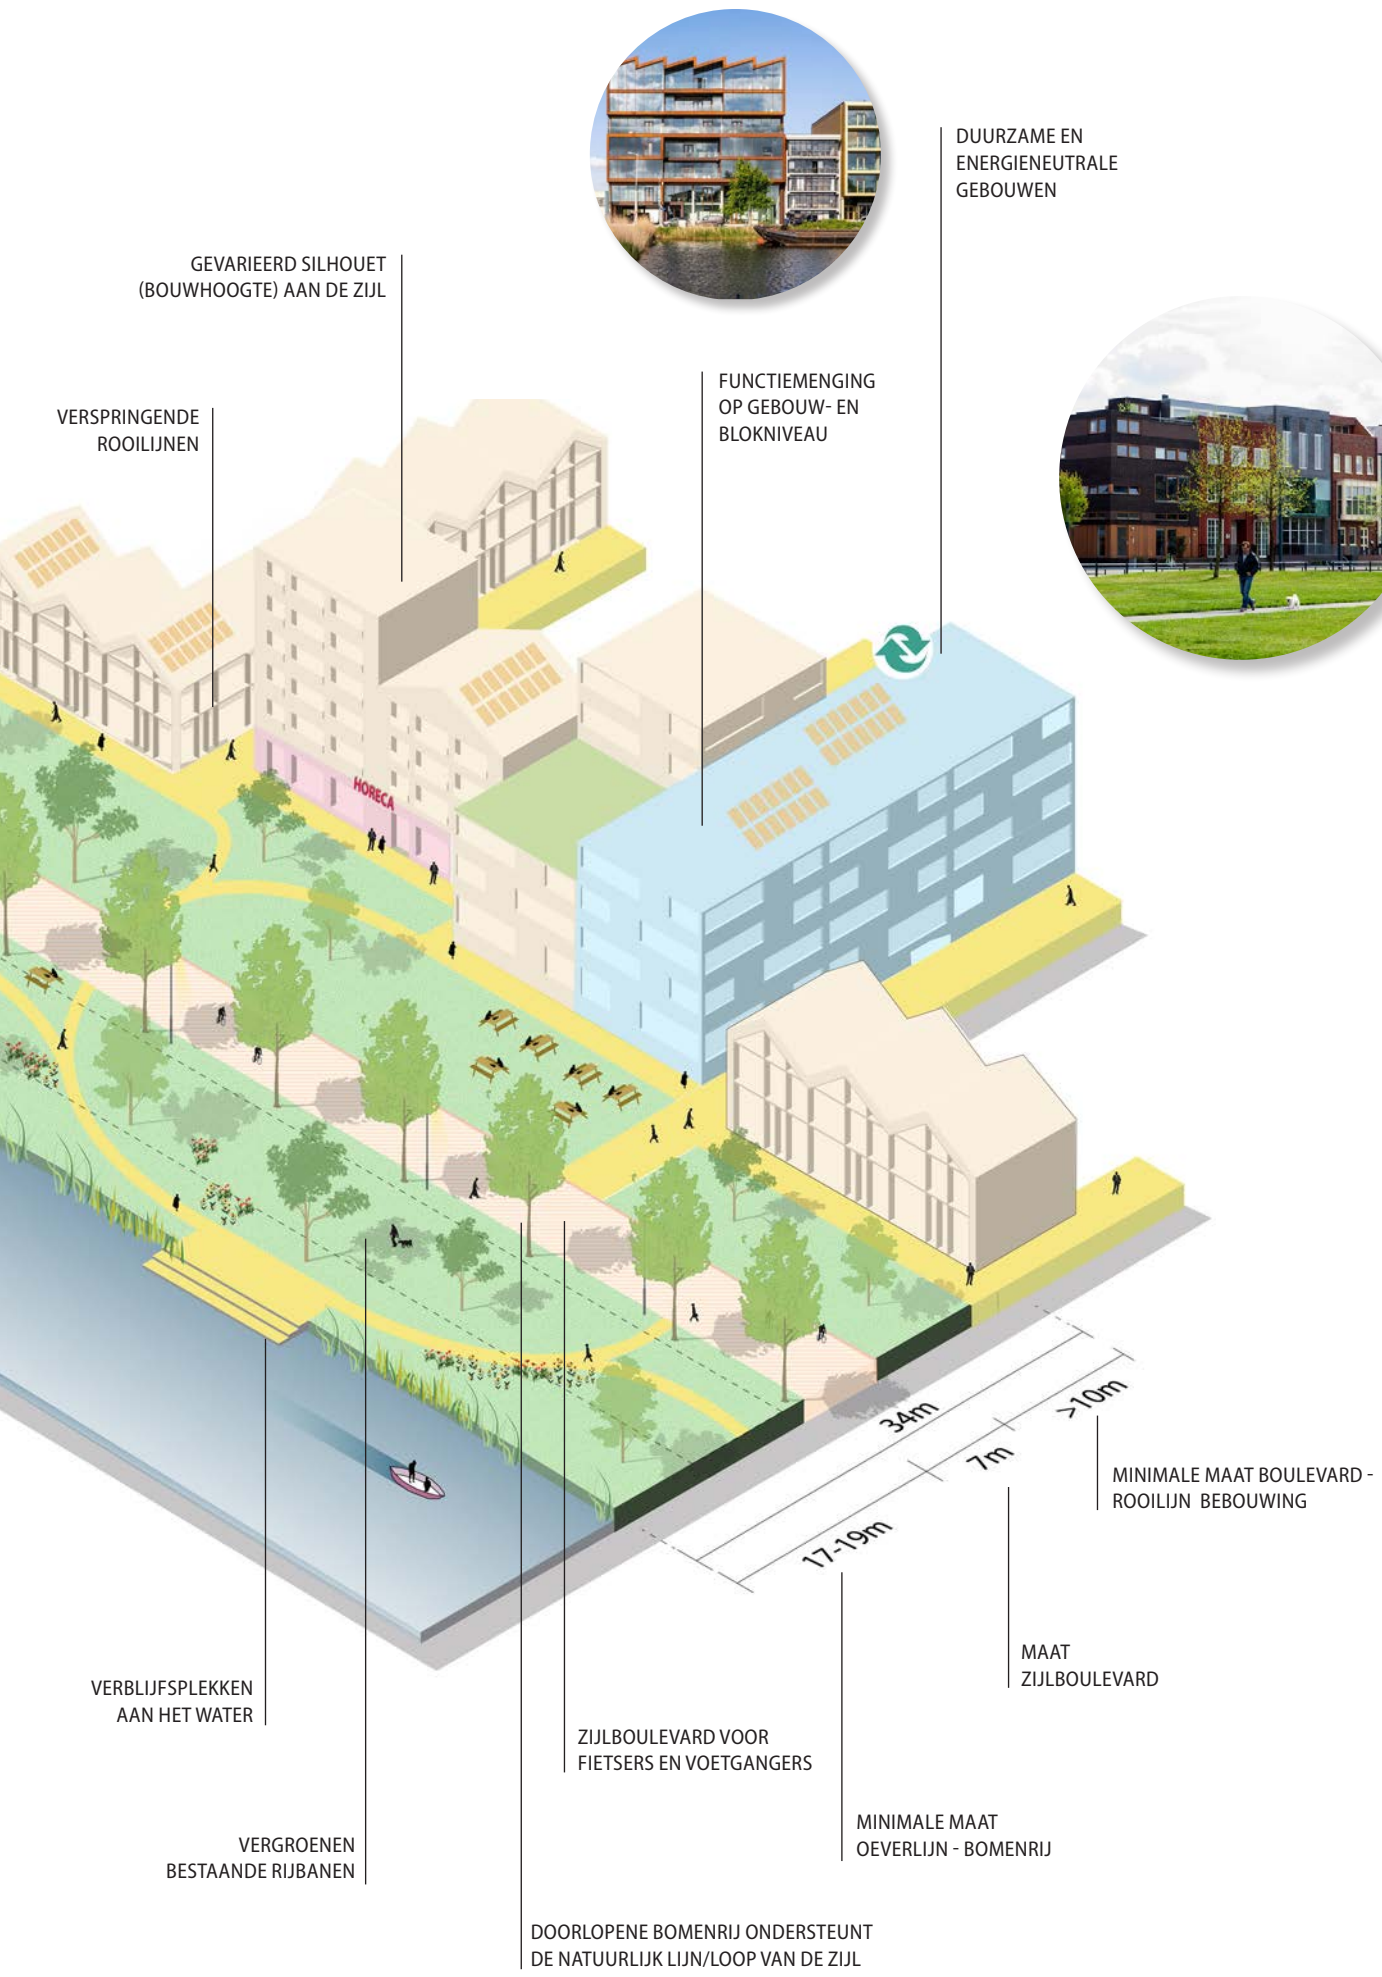 DUURZAME EN
ENERGIENEUTRALE
GEBOUWEN
GEVARIEERD SILHOUET
(BOUWHOOGTE) AAN DE ZIJL
FUNCTIEMENGING
OP GEBOUW- EN
BLOKNIVEAU
VERSPRINGENDE
ROOILIJNEN
HORECA
34m
>10m
7m
17-19m
MINIMALE MAAT BOULEVARD -
ROOILIJN BEBOUWING
MAAT
ZIJLBOULEVARD
VERBLIJFSPLEKKEN
AAN HET WATER
ZIJLBOULEVARD VOOR
FIETSERS EN VOETGANGERS
MINIMALE MAAT
OEVERLIJN - BOMENRIJ
VERGROENEN
BESTAANDE RIJBANEN
DOORLOPENE BOMENRIJ ONDERSTEUNT
DE NATUURLIJK LIJN/LOOP VAN DE ZIJL